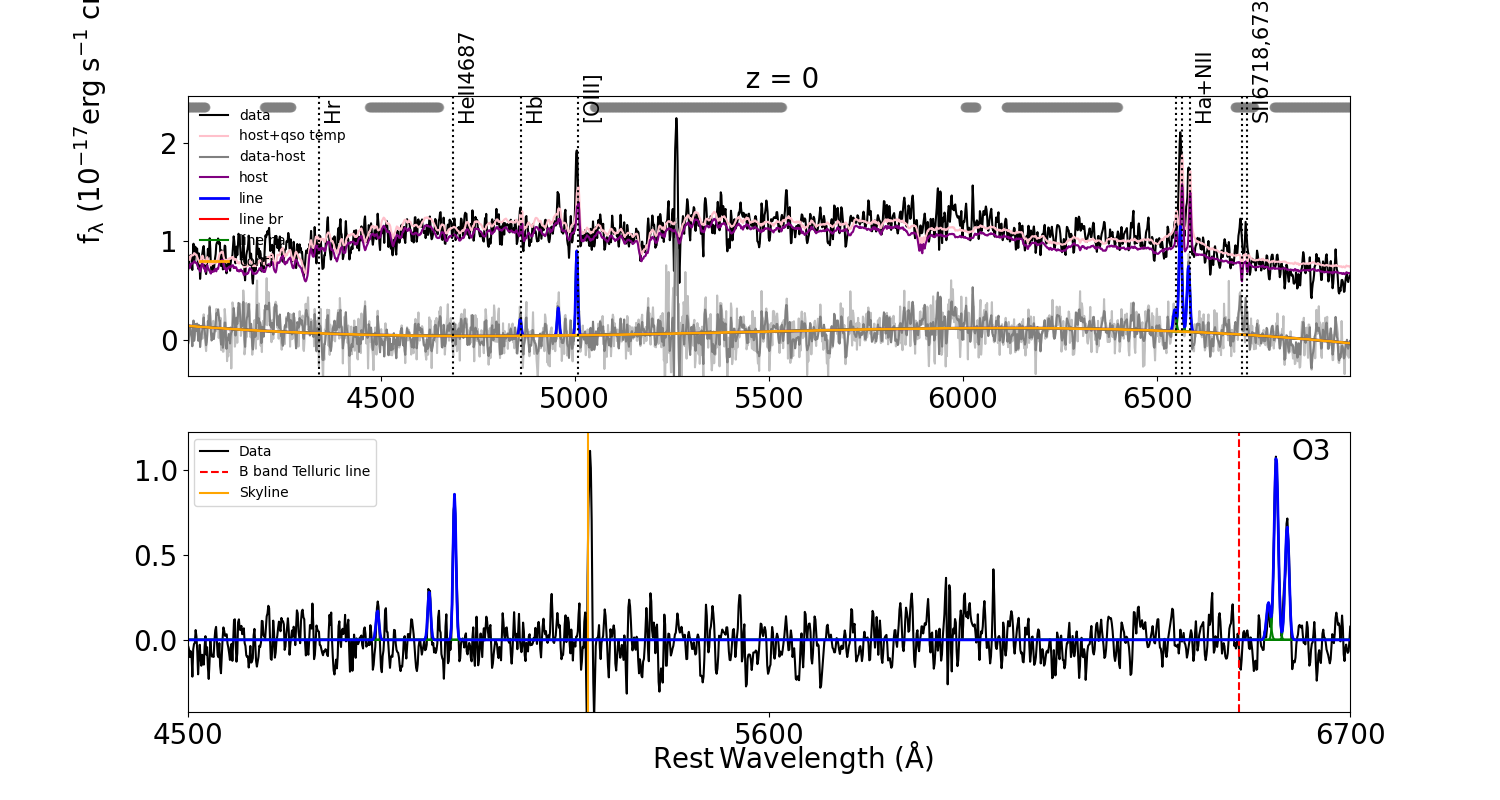 z = 0
fλ (10−17erg s−1 c
Hr
HeII4687
Hb
[OIII]
Ha+NII
SII6718,673
data
host+qso temp
data-host
host
line
line br
2
1
0
4500
5000
5500
6000
6500
Data
B band Telluric line
Skyline
O3
1.0
0.5
0.0
4500
5600
6700
Rest Wavelength (Å)